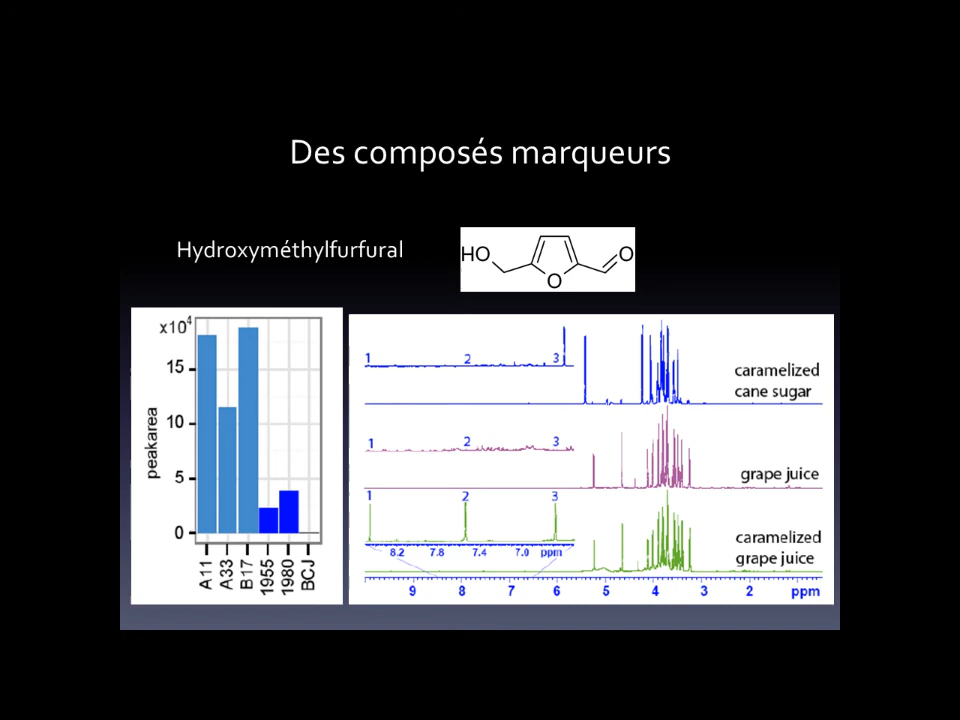 Des composés marqueurs
Hydroxyméthylfurfural
HO
O
O
x10⁴
15
10
5
0
peakarea
A11
A33
B17
1955
1980
BCJ
1 2 3
caramelized
cane sugar
1 2 3
grape juice
1 2 3
8.2 7.8 7.4 7.0 ppm
caramelized
grape juice
9 8 7 6 5 4 3 2 ppm